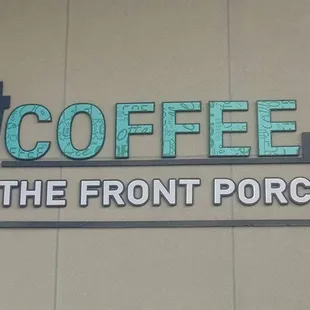 COFFEE
THE FRONT PORC